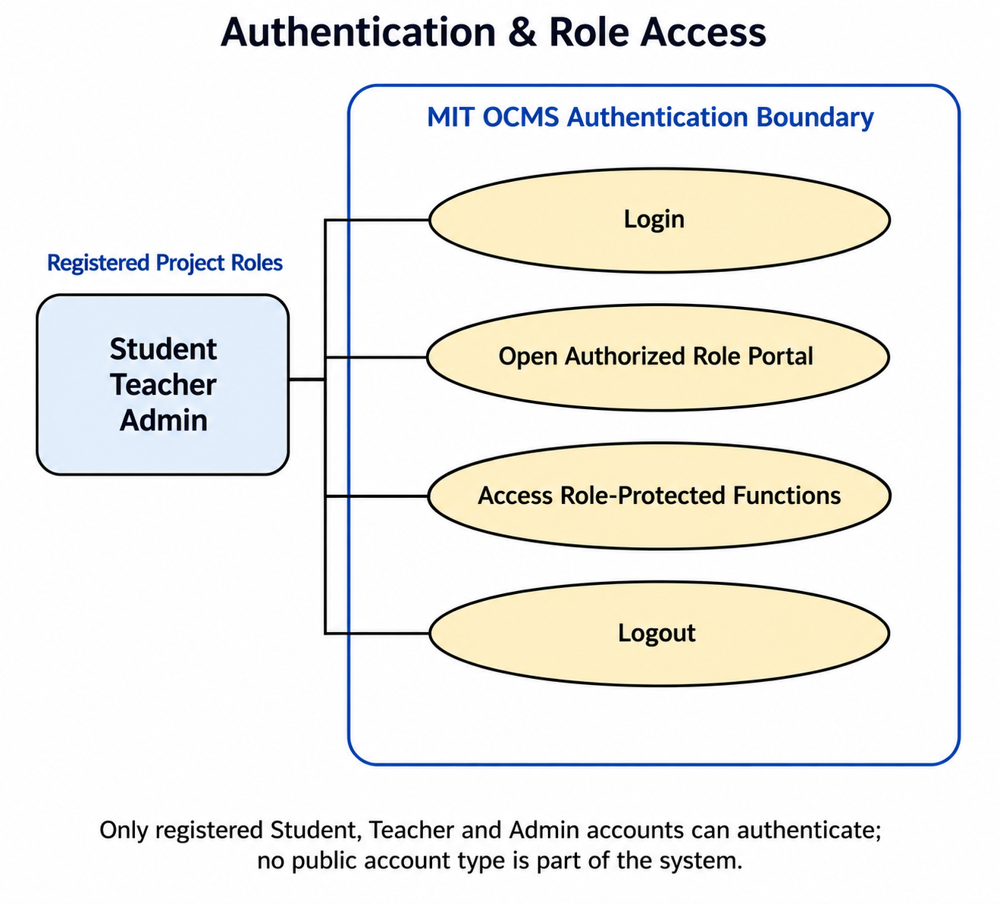 Authentication & Role Access
MIT OCMS Authentication Boundary
Login
Registered Project Roles
Student
Teacher
Admin
Open Authorized Role Portal
Access Role-Protected Functions
Logout
Only registered Student, Teacher and Admin accounts can authenticate;
no public account type is part of the system.